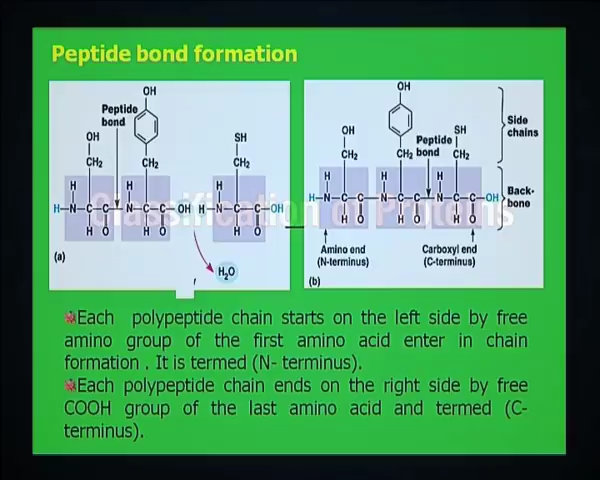 Peptide bond formation
OH
Peptide
bond
OH
CH₂
CH₂
SH
CH₂
H
H
H–N–C–C–N–C–C–OH H–N–C–C–OH
H O H O H O
H₂O
(a)
OH
OH
Peptide
bond
SH
CH₂
CH₂
CH₂
Side
chains
H H H
H–N–C–C–N–C–C–N–C–C–OH
H O H O H O
Back-
bone
Amino end
(N-terminus)
Carboxyl end
(C-terminus)
(b)
Classification of Proteins
Each polypeptide chain starts on the left side by free
amino group of the first amino acid enter in chain
formation . It is termed (N- terminus).
Each polypeptide chain ends on the right side by free
COOH group of the last amino acid and termed (C-
terminus).